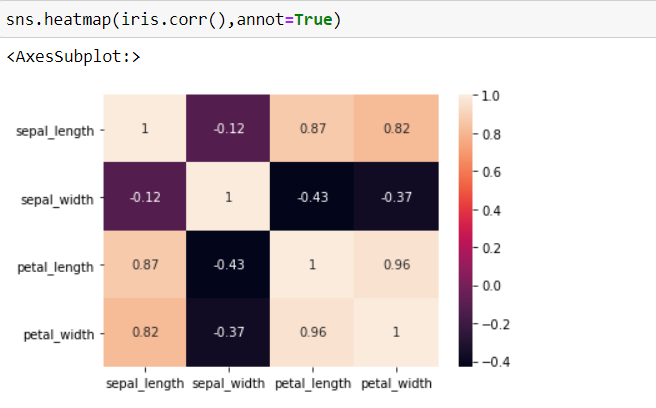 sns.heatmap(iris.corr(),annot=True)
<AxesSubplot:>
sepal_length 1 -0.12 0.87 0.82
sepal_width -0.12 1 -0.43 -0.37
petal_length 0.87 -0.43 1 0.96
petal_width 0.82 -0.37 0.96 1
sepal_length sepal_width petal_length petal_width
1.0
0.8
0.6
0.4
0.2
0.0
−0.2
−0.4